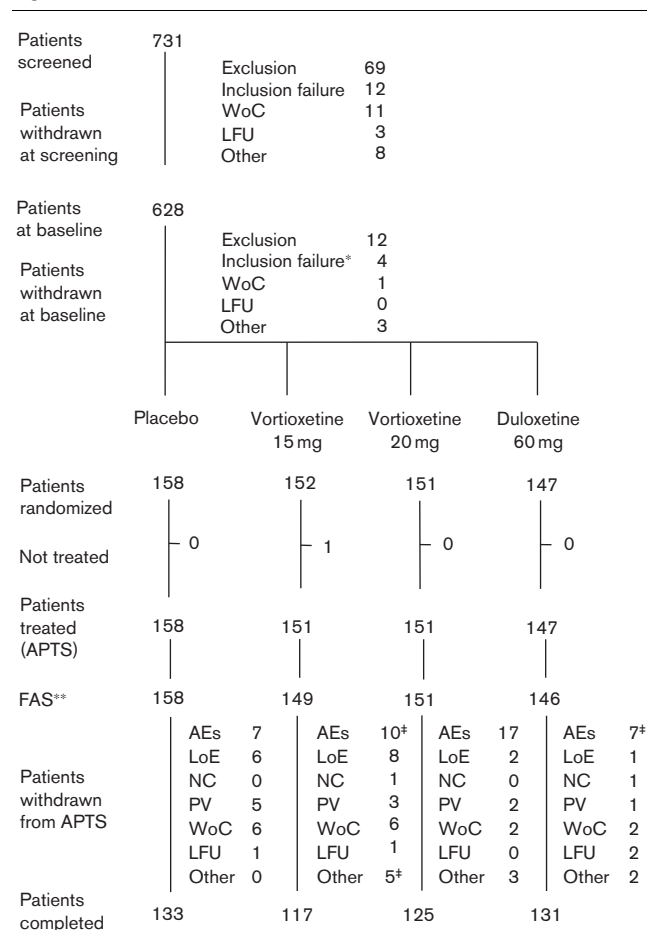 Patients 731
screened
Exclusion 69
Inclusion failure 12
Patients WoC 11
withdrawn LFU 3
at screening Other 8
Patients 628
at baseline
Exclusion 12
Patients Inclusion failure* 4
withdrawn WoC 1
at baseline LFU 0
Other 3
Placebo Vortioxetine Vortioxetine Duloxetine
15 mg 20 mg 60 mg
Patients 158 152 151 147
randomized
0 1 0 0
Not treated
Patients
treated 158 151 151 147
(APTS)
FAS** 158 149 151 146
AEs 7 AEs 10‡ AEs 17 AEs 7‡
LoE 6 LoE 8 LoE 2 LoE 1
Patients NC 0 NC 1 NC 0 NC 1
withdrawn PV 5 PV 3 PV 2 PV 1
from APTS WoC 6 WoC 6 WoC 2 WoC 2
LFU 1 LFU 1 LFU 0 LFU 2
Other 0 Other 5‡ Other 3 Other 2
Patients
completed 133 117 125 131